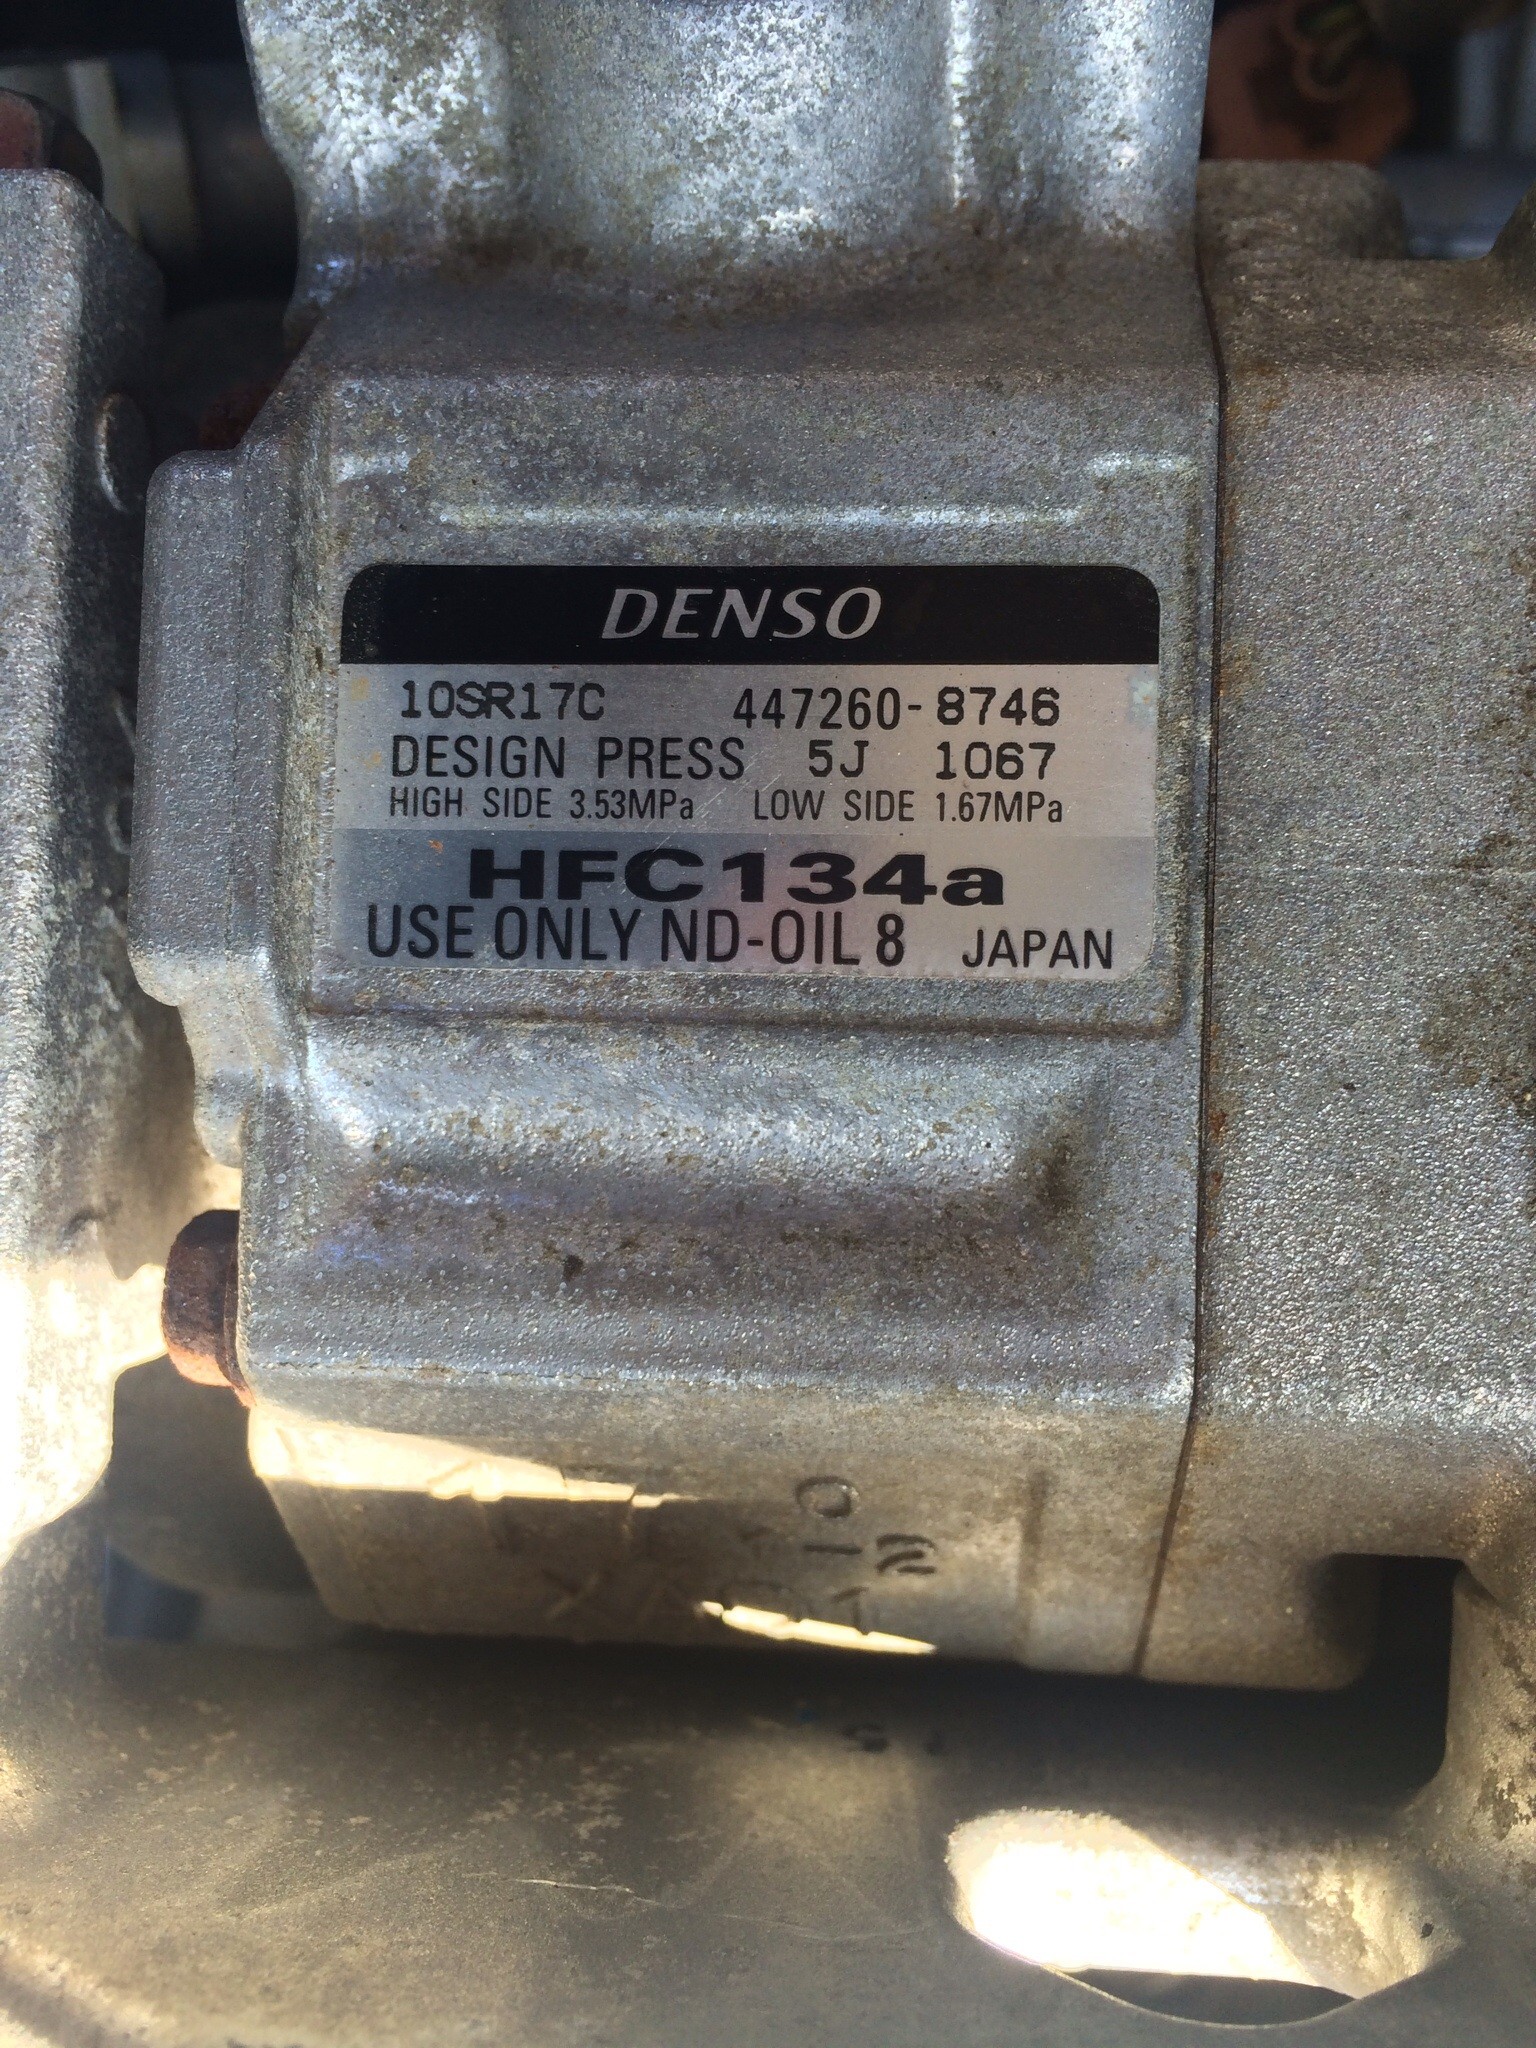 DENSO
10SR17C 447260-8746
DESIGN PRESS 5J 1067
HIGH SIDE 3.53MPa LOW SIDE 1.67MPa
HFC134a
USE ONLY ND-OIL 8 JAPAN